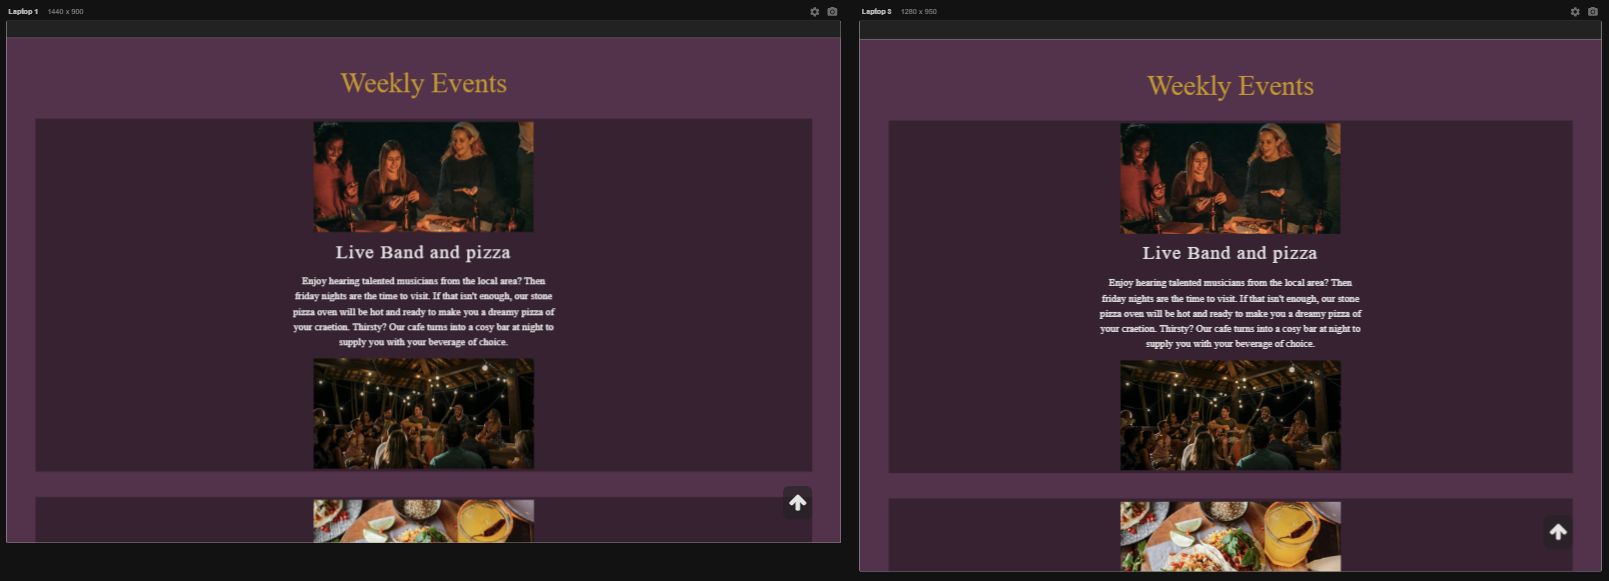 Laptop 1 1440 x 900
Weekly Events
Live Band and pizza
Enjoy hearing talented musicians from the local area? Then
friday nights are the time to visit. If that isn't enough, our stone
pizza oven will be hot and ready to make you a dreamy pizza of
your craetion. Thirsty? Our cafe turns into a cosy bar at night to
supply you with your beverage of choice.
Laptop 3 1280 x 950
Weekly Events
Live Band and pizza
Enjoy hearing talented musicians from the local area? Then
friday nights are the time to visit. If that isn't enough, our stone
pizza oven will be hot and ready to make you a dreamy pizza of
your craetion. Thirsty? Our cafe turns into a cosy bar at night to
supply you with your beverage of choice.